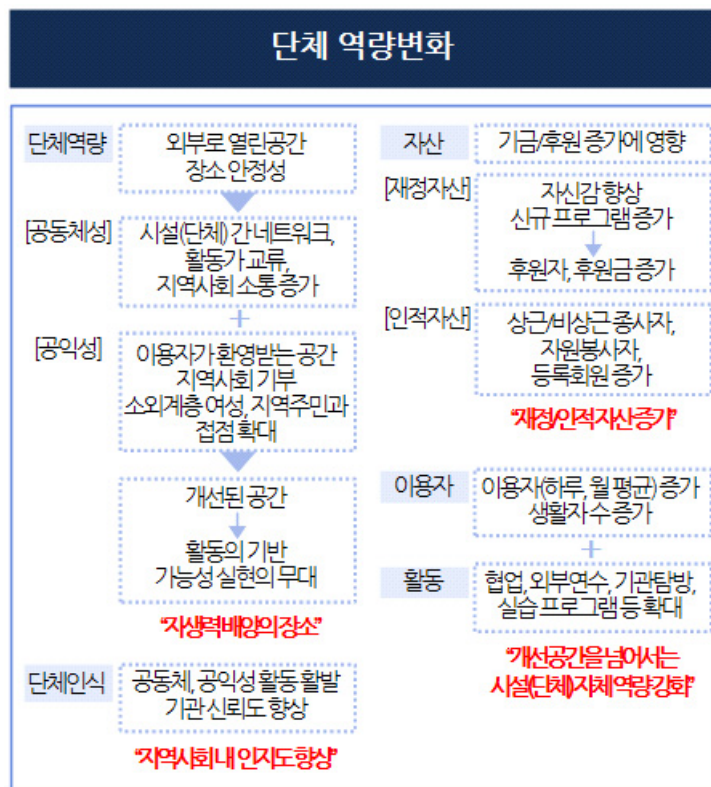 단체 역량변화
단체역량
외부로 열린공간
장소 안정성
[공동체성]
시설(단체) 간 네트워크,
활동가 교류,
지역사회 소통 증가
[공익성]
이용자가 환영받는 공간
지역사회 기부
소외계층 여성, 지역주민과
접점 확대
개선된 공간
활동의 기반
가능성 실현의 무대
“자생력 배양의 장소”
단체인식
공동체, 공익성 활동 활발
기관 신뢰도 향상
“지역사회 내 인지도 향상”
자산
기금/후원 증가에 영향
[재정자산]
자신감 향상
신규 프로그램 증가
후원자, 후원금 증가
[인적자산]
상근/비상근 종사자,
자원봉사자,
등록회원 증가
“재정/인적 자산 증가”
이용자
이용자(하루, 월 평균) 증가
생활자 수 증가
활동
협업, 외부연수, 기관탐방,
실습 프로그램 등 확대
“개선공간을 넘어서는
시설(단체) 자체 역량 강화”